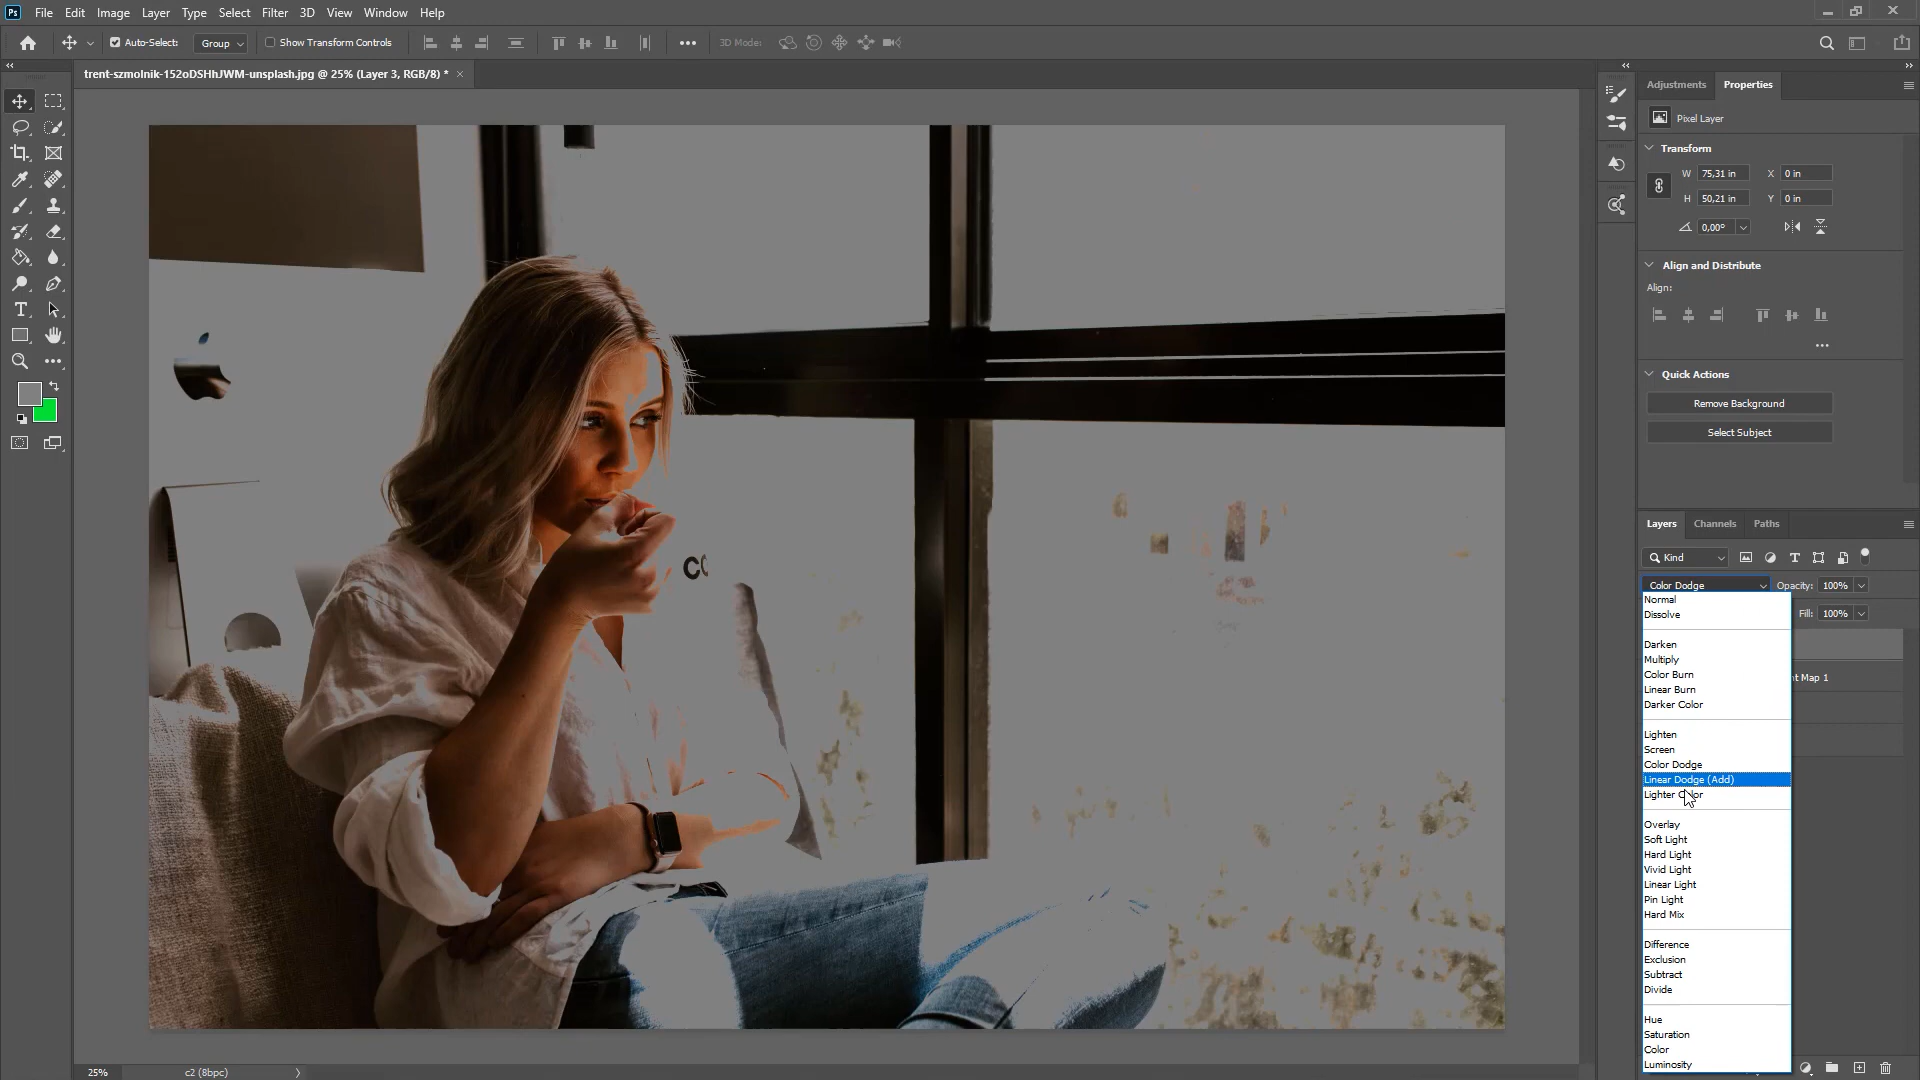 Ps File Edit Image Layer Type Select Filter 3D View Window Help
Auto-Select: Group Show Transform Controls 3D Mode:
trent-szmolnik-152oDSHhJWM-unsplash.jpg @ 25% (Layer 3, RGB/8) *
Adjustments Properties
Pixel Layer
Transform
W 75,31 in X 0 in
H 50,21 in Y 0 in
0,00°
Align and Distribute
Align:
Quick Actions
Remove Background
Select Subject
Layers Channels Paths
Kind
Color Dodge Opacity: 100%
Fill: 100%
Normal
Dissolve
Darken
Multiply
Color Burn
Linear Burn
Darker Color
Lighten
Screen
Color Dodge
Linear Dodge (Add)
Lighter Color
Overlay
Soft Light
Hard Light
Vivid Light
Linear Light
Pin Light
Hard Mix
Difference
Exclusion
Subtract
Divide
Hue
Saturation
Color
Luminosity
nt Map 1
25% c2 (8bpc)